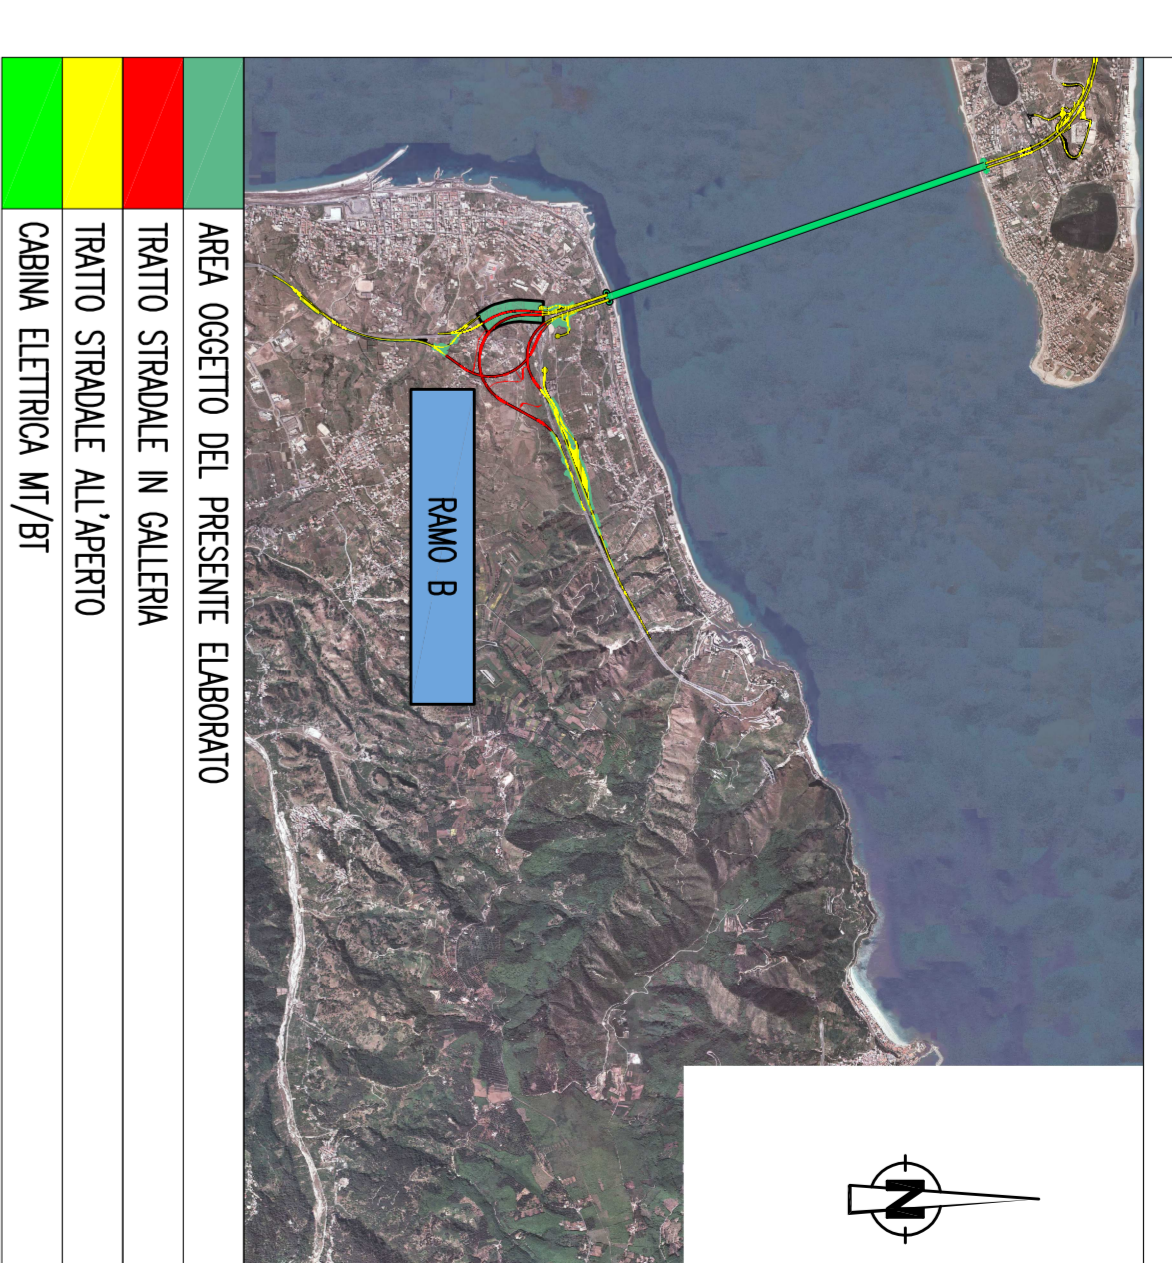 RAMO B
N
AREA OGGETTO DEL PRESENTE ELABORATO
TRATTO STRADALE IN GALLERIA
TRATTO STRADALE ALL'APERTO
CABINA ELETTRICA MT/BT